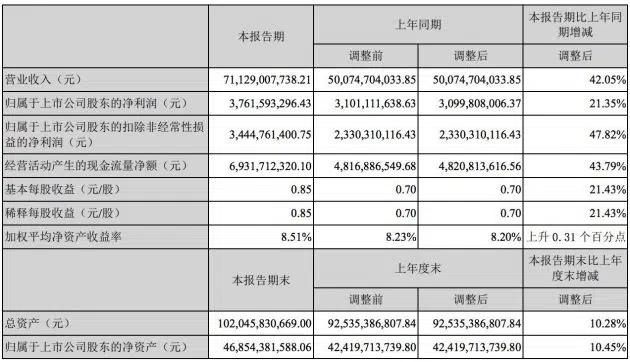 本报告期 上年同期 本报告期比上年同期增减
调整前 调整后 调整后
营业收入（元） 71,129,007,738.21 50,074,704,033.85 50,074,704,033.85 42.05%
归属于上市公司股东的净利润（元） 3,761,593,296.43 3,101,111,638.63 3,099,808,006.37 21.35%
归属于上市公司股东的扣除非经常性损益的净利润（元） 3,444,761,400.75 2,330,310,116.43 2,330,310,116.43 47.82%
经营活动产生的现金流量净额（元） 6,931,712,320.10 4,816,886,549.68 4,820,813,616.56 43.79%
基本每股收益（元/股） 0.85 0.70 0.70 21.43%
稀释每股收益（元/股） 0.85 0.70 0.70 21.43%
加权平均净资产收益率 8.51% 8.23% 8.20% 上升 0.31 个百分点
本报告期末 上年度末 本报告期末比上年度末增减
调整前 调整后 调整后
总资产（元） 102,045,830,669.00 92,535,386,807.84 92,535,386,807.84 10.28%
归属于上市公司股东的净资产（元） 46,854,381,588.06 42,419,713,739.80 42,419,713,739.80 10.45%